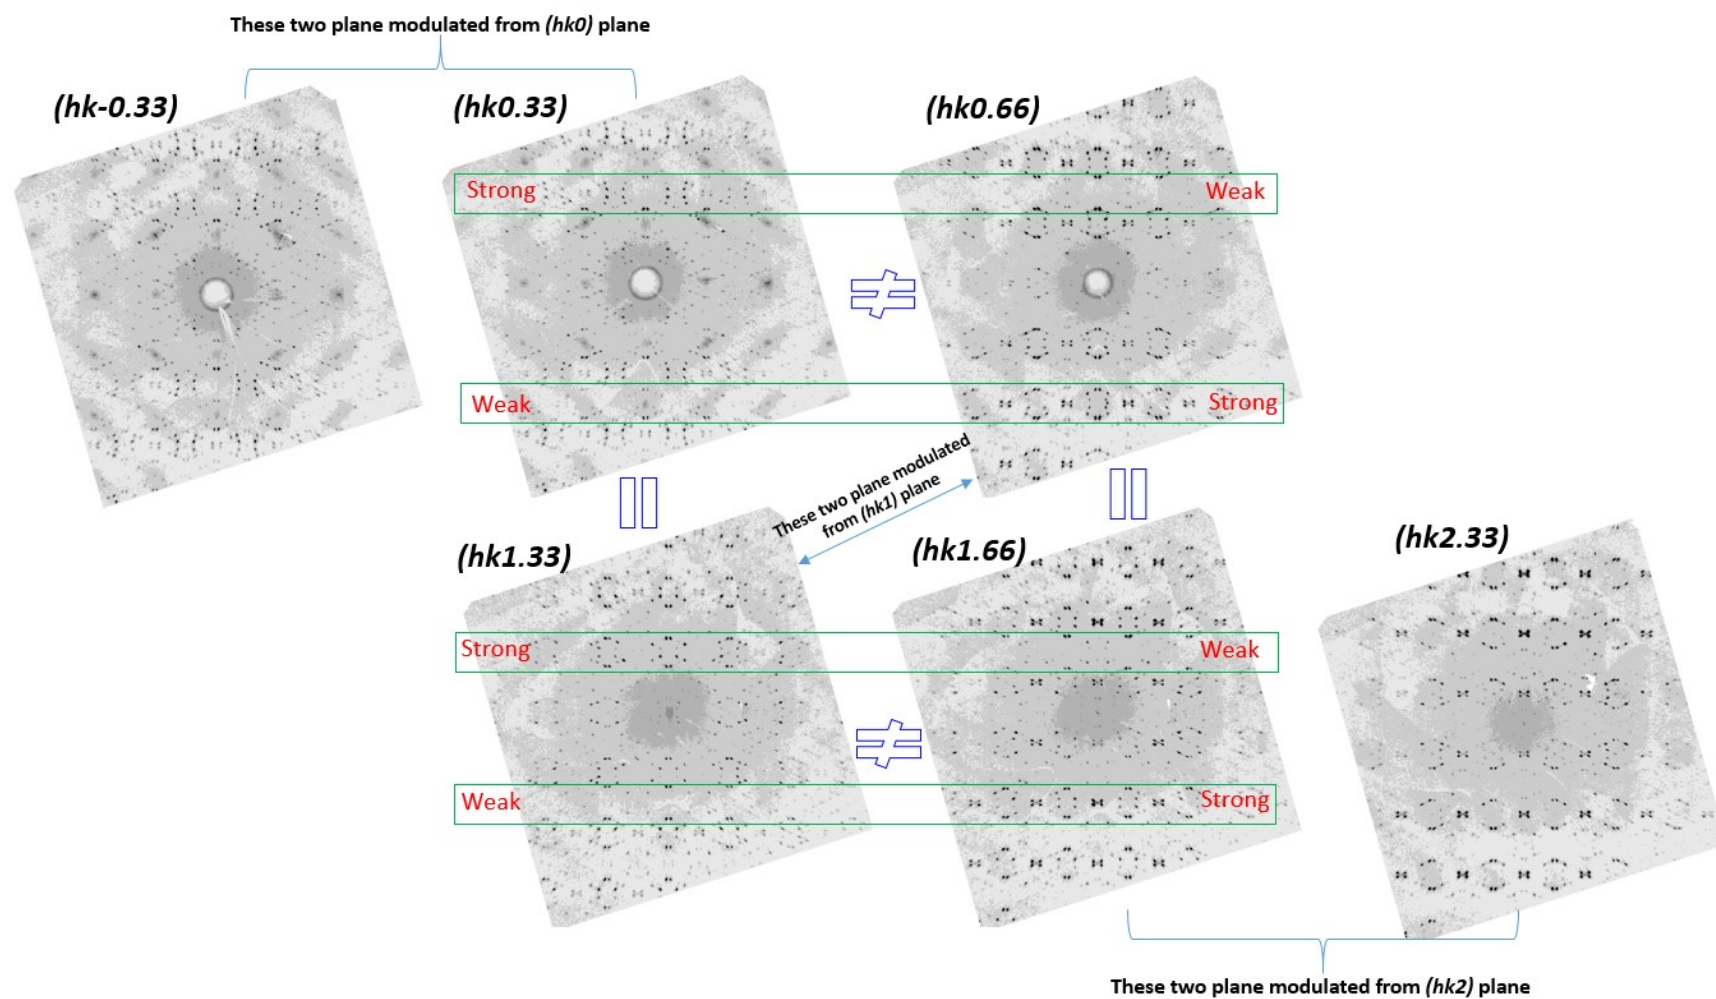 These two plane modulated from (hk0) plane
(hk-0.33)
(hk0.33)
(hk0.66)
Strong
Weak
≠
Weak
Strong
These two plane modulated
from (hk1) plane
(hk1.33)
(hk1.66)
(hk2.33)
Strong
Weak
≠
Weak
Strong
These two plane modulated from (hk2) plane